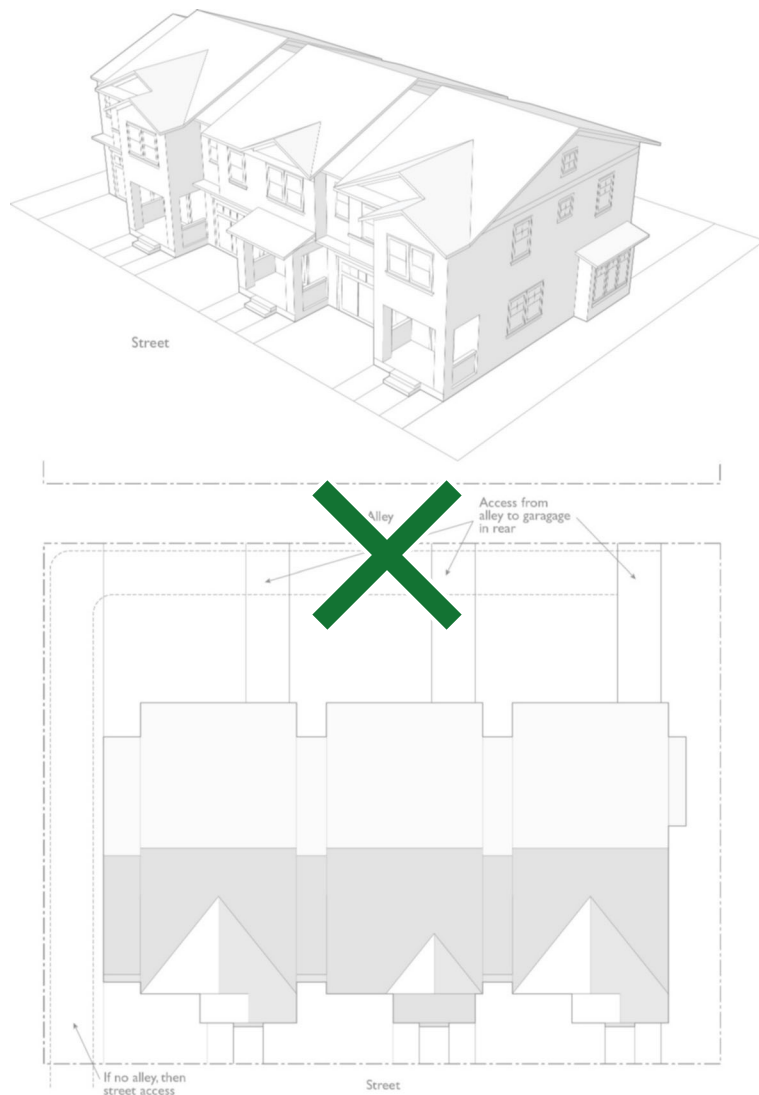 Street
Alley
Access from
alley to garagage
in rear
If no alley, then
street access
Street